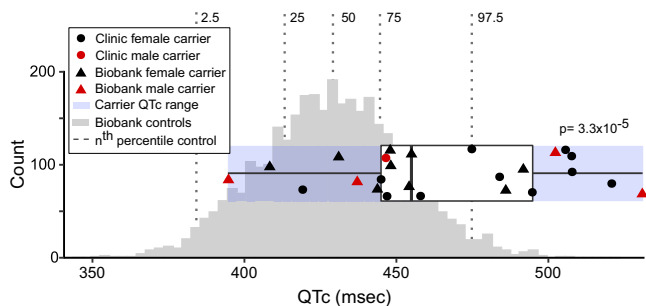 2.5 25 50 75 97.5
Clinic female carrier
Clinic male carrier
Biobank female carrier
Biobank male carrier
Carrier QTc range
Biobank controls
nth percentile control
p= 3.3x10-5
200
100
0
Count
350 400 450 500
QTc (msec)